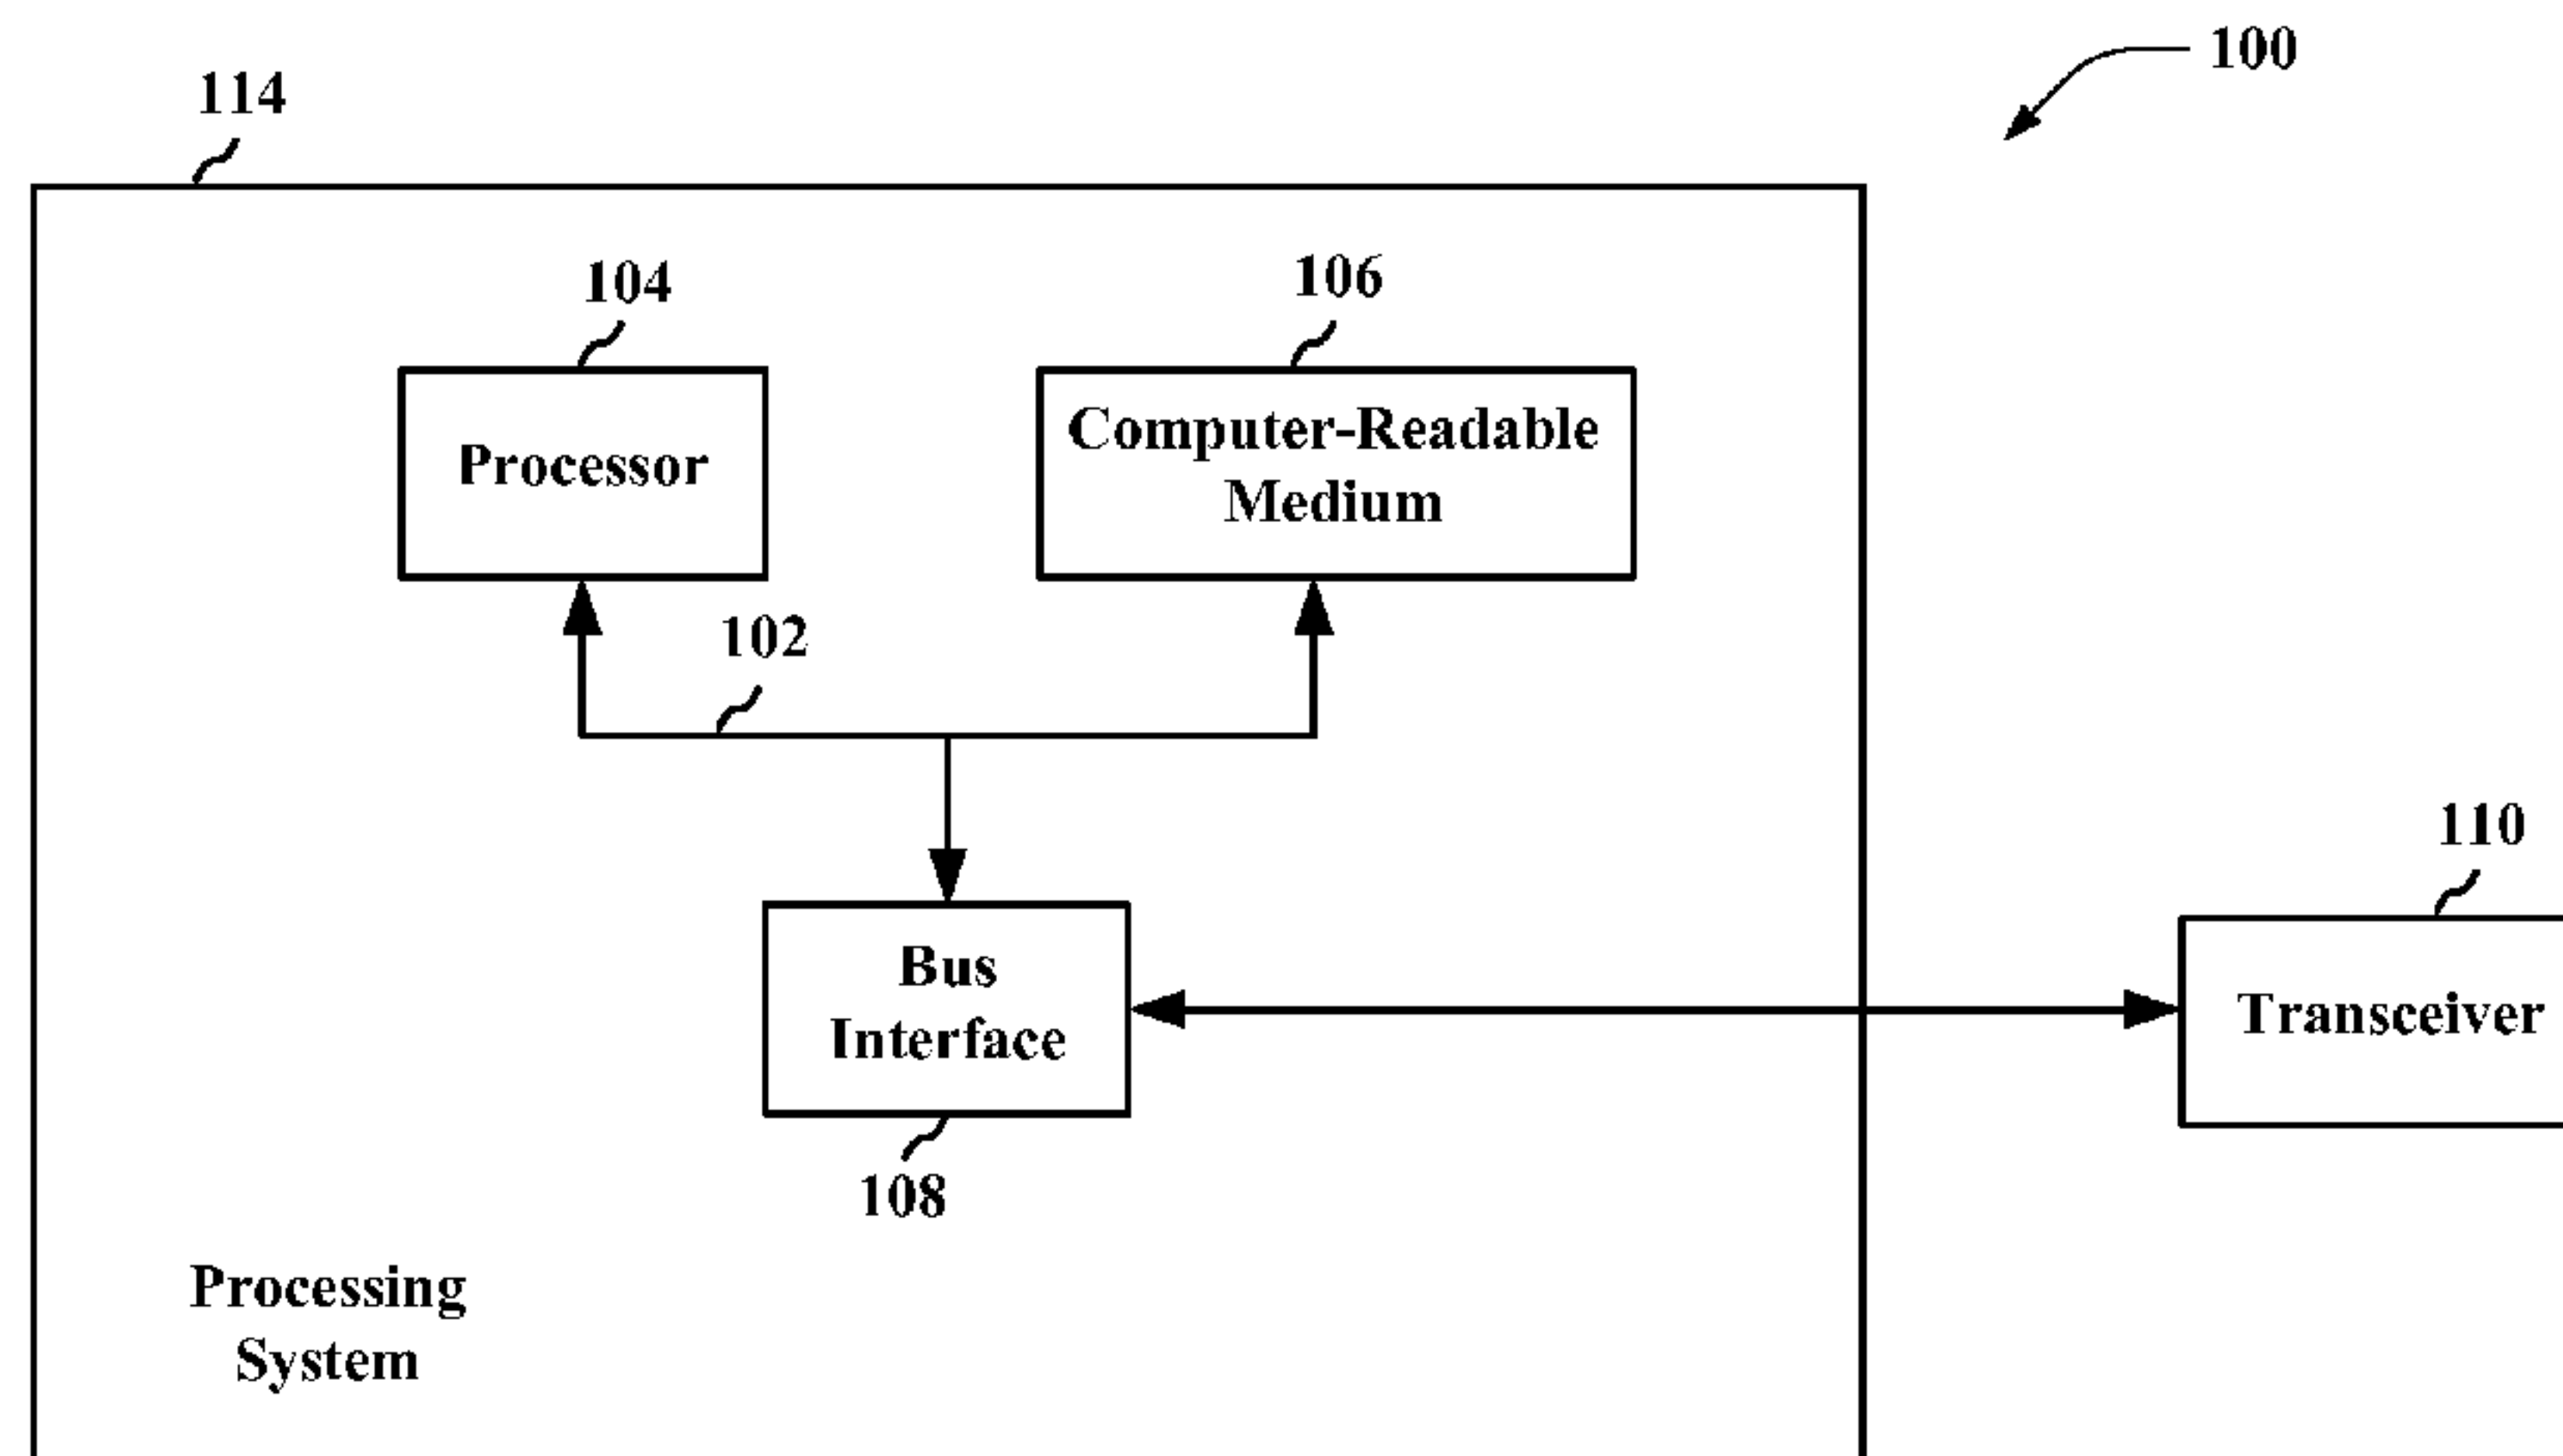 100
114
104
106
Processor
Computer-Readable
Medium
102
110
Bus
Interface
Transceiver
108
Processing
System